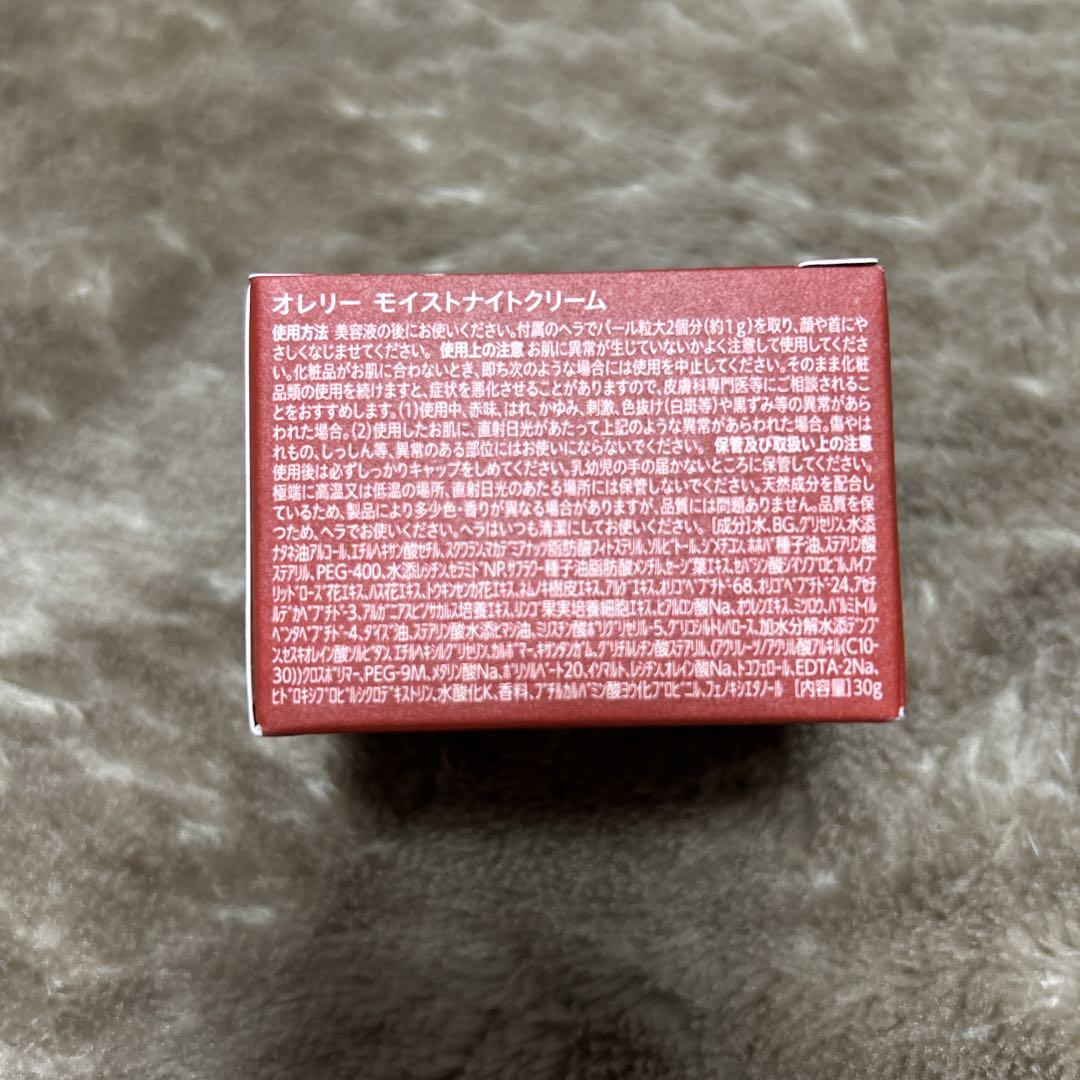 オレリー モイストナイトクリーム
使用方法 美容液の後にお使いください。付属のヘラでパール粒大2個分(約1g)を取り、顔や首にや
さしくなじませてください。 使用上の注意 お肌に異常が生じていないかよく注意して使用してくださ
い。化粧品がお肌に合わないとき、即ち次のような場合には使用を中止してください。そのまま化粧
品類の使用を続けますと、症状を悪化させることがありますので、皮膚科専門医等にご相談されるこ
とをおすすめします。(1)使用中、赤味、はれ、かゆみ、刺激、色抜け(白斑等)や黒ずみ等の異常があら
われた場合。(2)使用したお肌に、直射日光があたって上記のような異常があらわれた場合。傷やは
れもの、しっしん等、異常のある部位にはお使いにならないでください。 保管及び取扱い上の注意
使用後は必ずしっかりキャップをしめてください。乳幼児の手の届かないところに保管してください。
極端に高温又は低温の場所、直射日光のあたる場所には保管しないでください。天然成分を配合し
ているため、製品により多少色・香りが異なる場合がありますが、品質には問題ありません。品質を保
つため、ヘラでお使いください。ヘラはいつも清潔にしてお使いください。 [成分]水、BG、グリセリン、水添
ナタネ油アルコール、エチルヘキサン酸セチル、スクワラン、マカデミアナッツ脂肪酸フィトステリル、ソルビトール、ジメチコン、ホホバ種子油、ステアリン酸
ステアリル、PEG-400、水添レシチン、セラミドNP、サフラワー種子油脂肪酸メンチル、セージ葉エキス、セバシン酸ジイソプロピル、ハイブ
リッドローズ花エキス、ハス花エキス、トウキンセンカ花エキス、ネムノキ樹皮エキス、アルゲエキス、オリゴペプチド-68、オリゴペプチド-24、アセチ
ルデカペプチド-3、アルガニアスピノサカルス培養エキス、リンゴ果実培養細胞エキス、ヒアルロン酸Na、オウレンエキス、ミツロウ、パルミトイル
ペンタペプチド-4、ダイズ油、ステアリン酸水添ヒマシ油、ミリスチン酸ポリグリセリル-5、グリコシルトレハロース、加水分解水添デンプ
ン、セスキオレイン酸ソルビタン、エチルヘキシルグリセリン、カルボマー、キサンタンガム、グリチルレチン酸ステアリル、(アクリレーツ/アクリル酸アルキル(C10-
30))クロスポリマー、PEG-9M、メタリン酸Na、ポリソルベート20、イソマルト、レシチン、オレイン酸Na、トコフェロール、EDTA-2Na、
ヒドロキシプロピルシクロデキストリン、水酸化K、香料、ブチルカルバミン酸ヨウ化プロピニル、フェノキシエタノール [内容量]30g